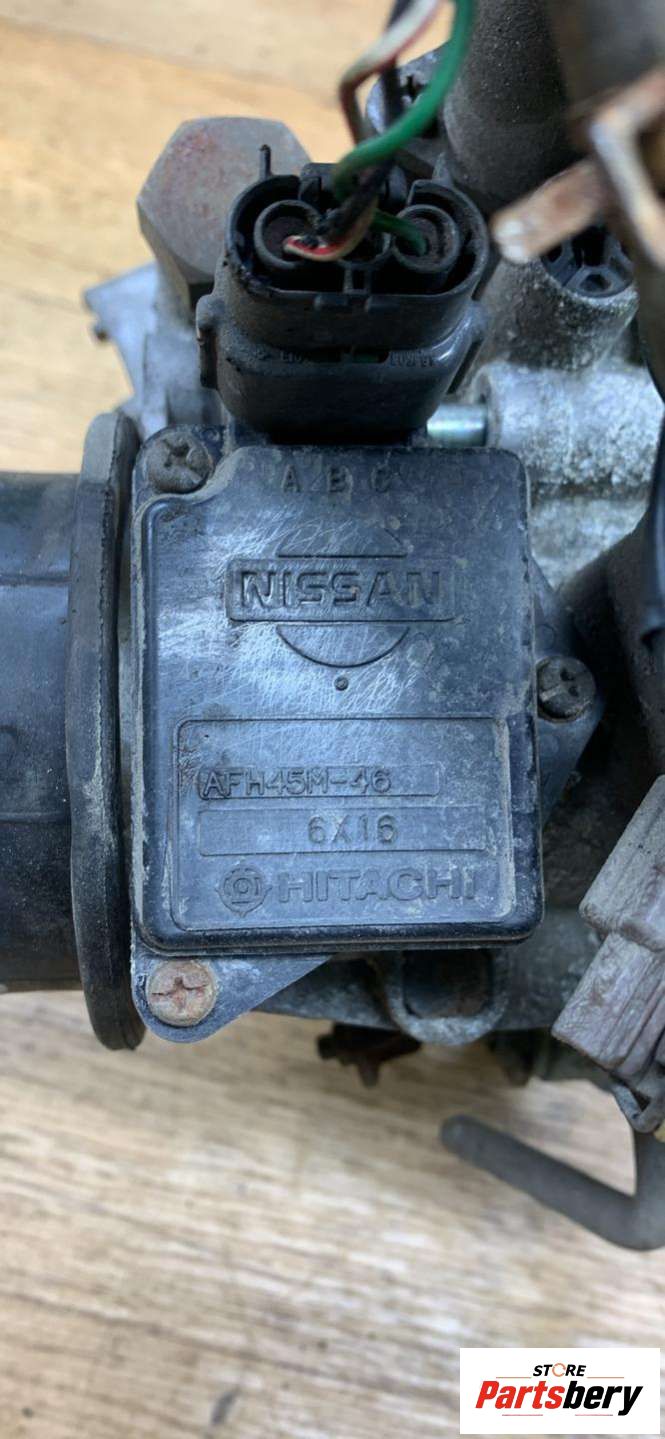 A B C
NISSAN
AFH45M-46
6X16
HITACHI
STORE
Partsbery